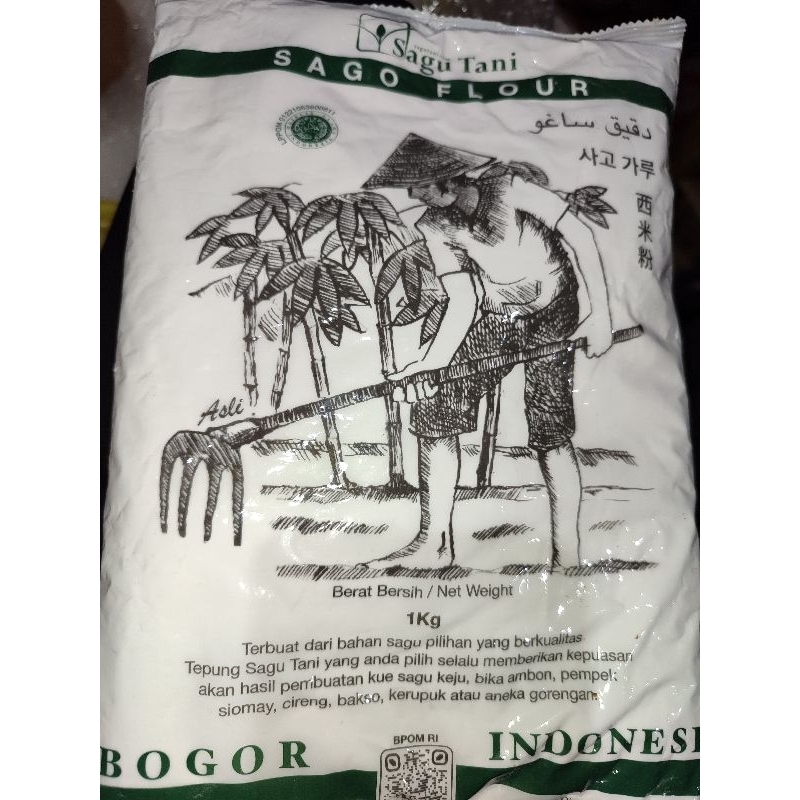 Sagu Tani
SAGO FLOUR
دقيق ساغو
사고 가루
西米粉
Asli
Berat Bersih / Net Weight
1Kg
Terbuat dari bahan sagu pilihan yang berkualitas
Tepung Sagu Tani yang anda pilih selalu memberikan kepuasan
akan hasil pembuatan kue sagu keju, bika ambon, pempek,
siomay, cireng, bakso, kerupuk atau aneka gorengan.
BPOM RI
BOGOR INDONESI